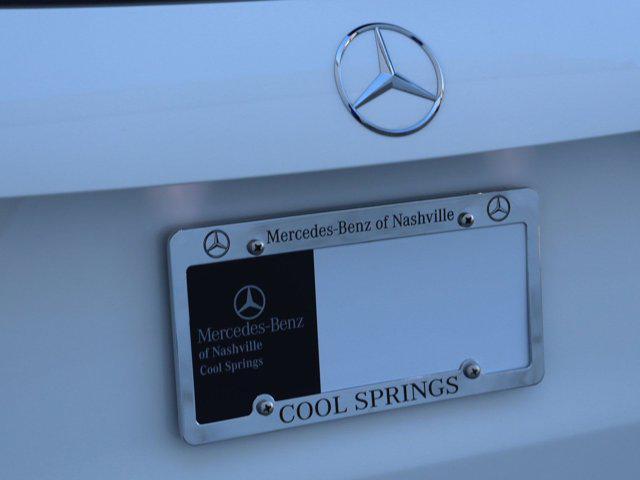 Mercedes-Benz of Nashville
Mercedes-Benz
of Nashville
Cool Springs
COOL SPRINGS